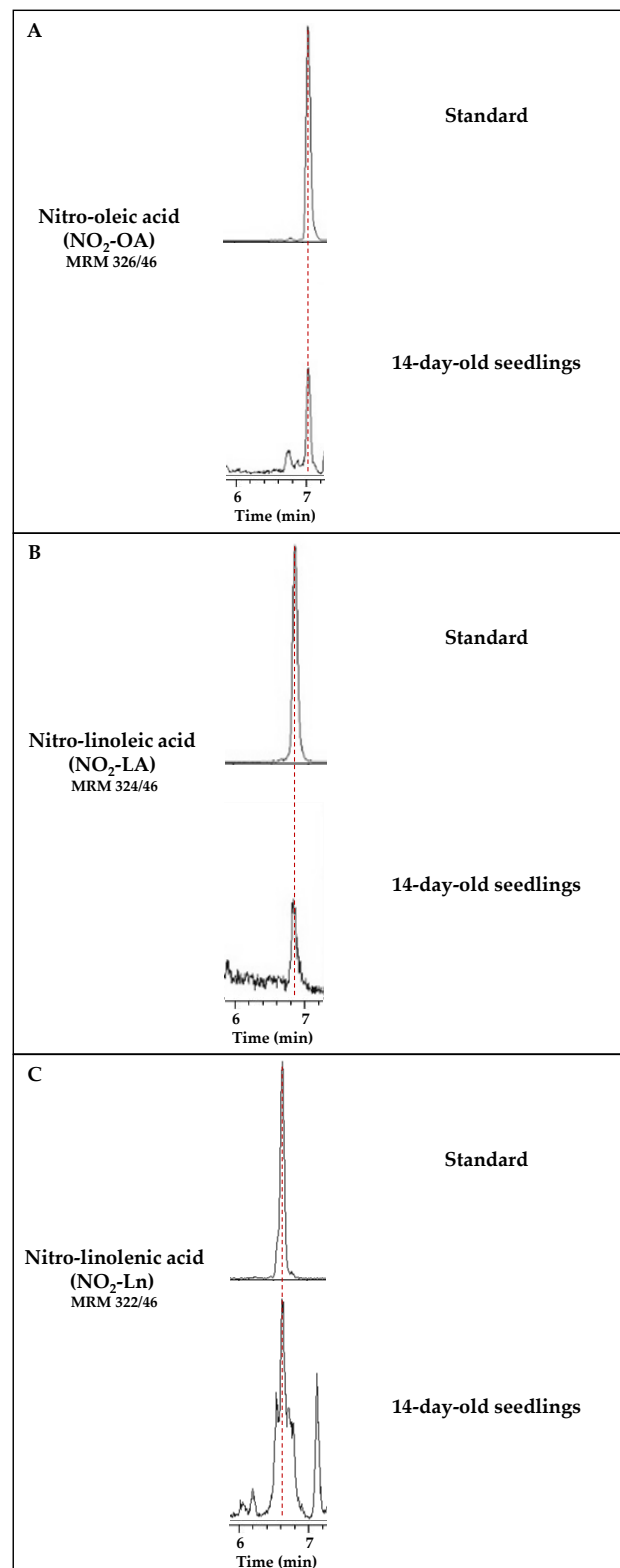 A
Standard
Nitro-oleic acid
(NO₂-OA)
MRM 326/46
14-day-old seedlings
6 7
Time (min)
B
Standard
Nitro-linoleic acid
(NO₂-LA)
MRM 324/46
14-day-old seedlings
6 7
Time (min)
C
Standard
Nitro-linolenic acid
(NO₂-Ln)
MRM 322/46
14-day-old seedlings
6 7
Time (min)